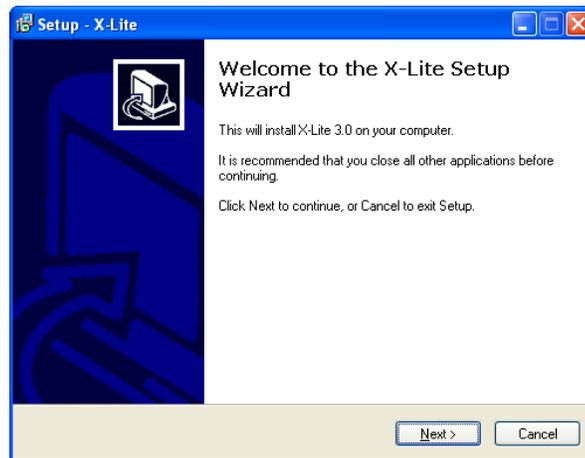 Setup - X-Lite
Welcome to the X-Lite Setup
Wizard
This will install X-Lite 3.0 on your computer.
It is recommended that you close all other applications before
continuing.
Click Next to continue, or Cancel to exit Setup.
Next >
Cancel